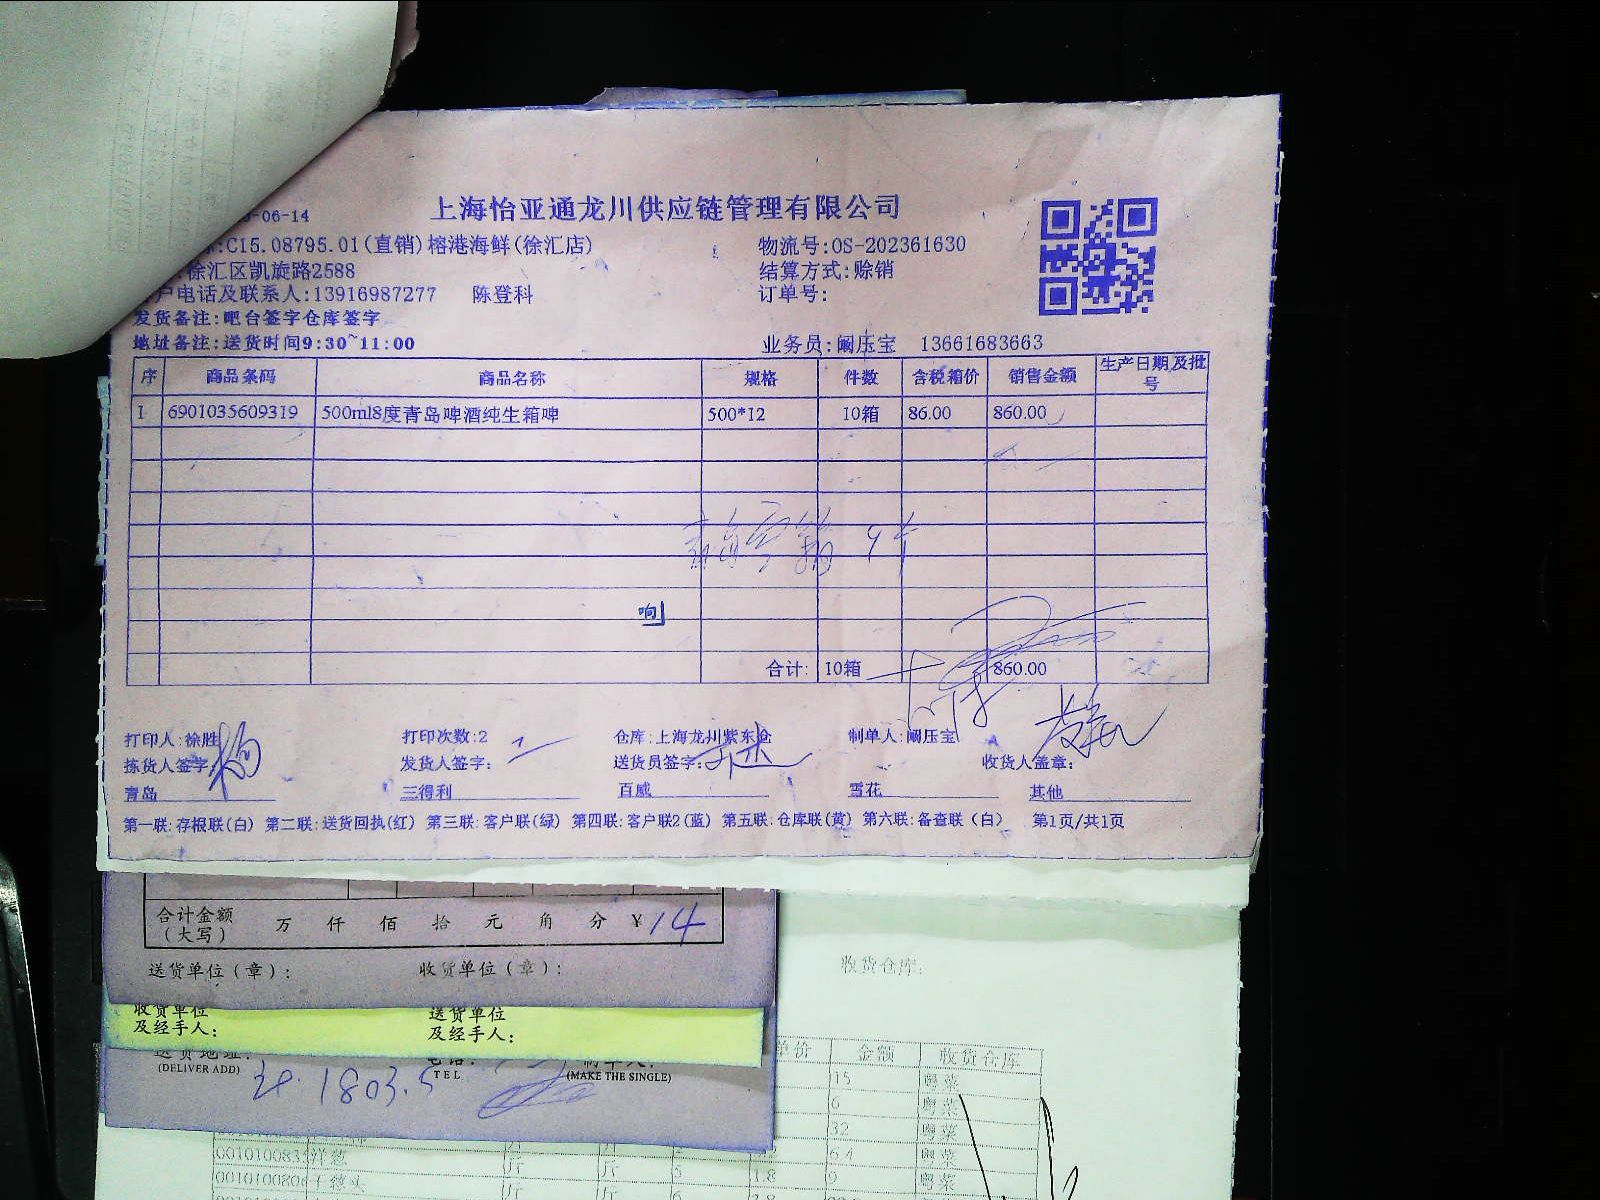 -06-14
上海怡亚通龙川供应链管理有限公司
:C15.08795.01(直销)榕港海鲜(徐汇店)
物流号:OS-202361630
徐汇区凯旋路2588
结算方式:赊销
户电话及联系人:13916987277 陈登科
订单号:
发货备注:吧台签字仓库签字
地址备注:送货时间9:30~11:00
业务员:阚压宝 13661683663
序 商品条码 商品名称 规格 件数 含税箱价 销售金额 生产日期及批号
1 6901035609319 500ml8度青岛啤酒纯生箱啤 500*12 10箱 86.00 860.00
响
合计: 10箱 860.00
打印人:徐胜 打印次数:2 仓库:上海龙川紫东仓 制单人:阚压宝
拣货人签字: 发货人签字: 送货员签字: 收货人盖章:
青岛 三得利 百威 雪花 其他
第一联:存根联(白) 第二联:送货回执(红) 第三联:客户联(绿) 第四联:客户联2(蓝) 第五联:仓库联(黄) 第六联:备查联(白) 第1页/共1页
合计金额(大写) 万 仟 佰 拾 元 角 分 ¥14
送货单位(章): 收货单位(章):
收货仓库:
收货单位及经手人: 送货单位及经手人:
(DELIVER ADD) TEL (MAKE THE SINGLE)
1803.5
单价 金额 收货仓库
15 粤菜
6 粤菜
32 粤菜
洋葱 斤 斤 5 6.4 粤菜
斤 斤 5 1.8 9 粤菜